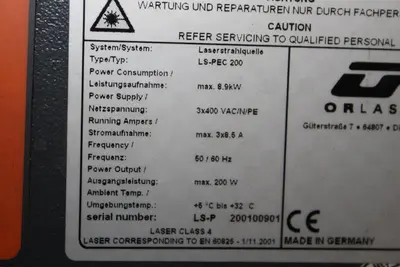 WARTUNG UND REPARATUREN NUR DURCH FACHPERS
CAUTION
REFER SERVICING TO QUALIFIED PERSONAL
System/System: Laserstrahlquelle
Type/Typ: LS-PEC 200
Power Consumption /
Leistungsaufnahme: max. 8.9kW
Power Supply /
Netzspannung: 3x400 VAC/N/PE
Running Ampers /
Stromaufnahme: max. 3x8.5 A
Frequency /
Frequenz: 50 / 60 Hz
Power Output /
Ausgangsleistung: max. 200 W
Ambient Temp. /
Umgebungstemp.: +5 °C bis +32 °C
serial number: LS-P 200100901
LASER CLASS 4
LASER CORRESPONDING TO EN 60825 - 1/11.2001
ORLAS
Güterstraße 7 • 64807 • Di
MADE IN GERMANY